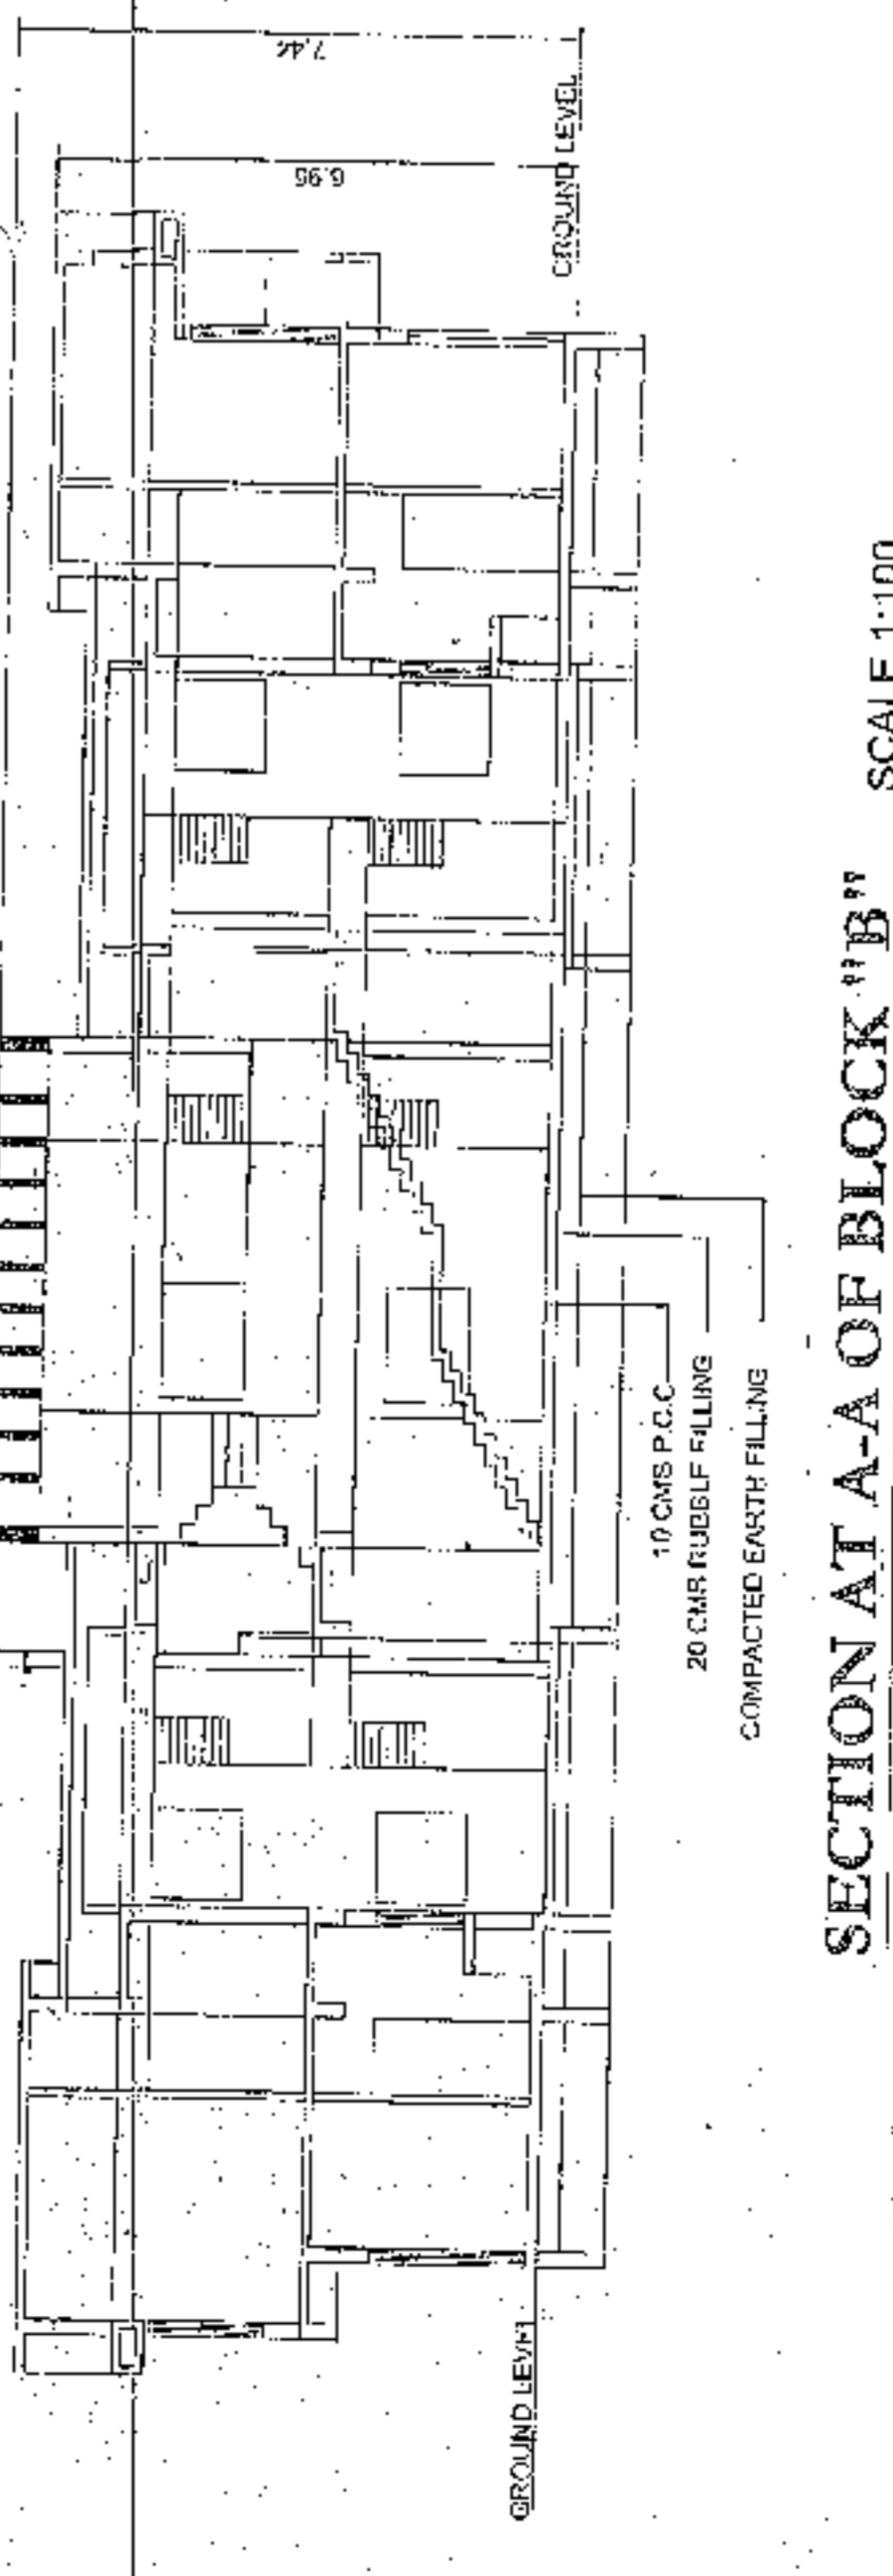 7.44
6.95
GROUND LEVEL
GROUND LEVEL
10 CMS P.C.C
20 CMS RUBBLE FILLING
COMPACTED EARTH FILLING
SECTION AT A-A OF BLOCK "B"
SCALE 1:100